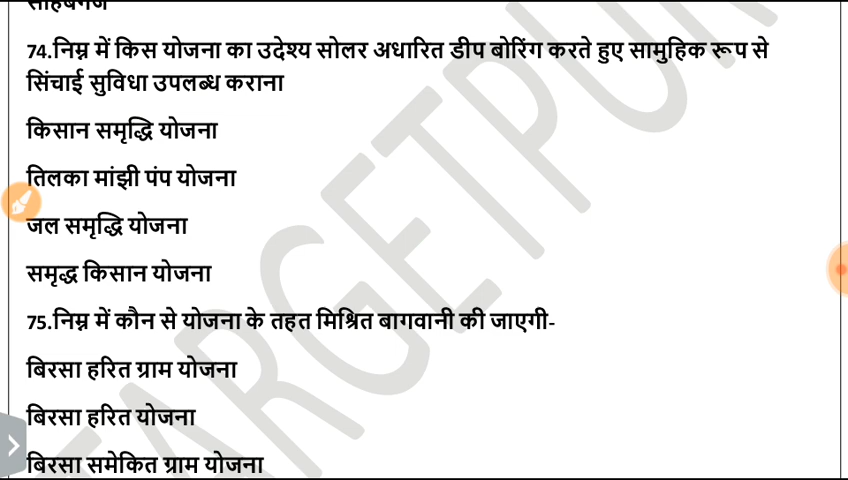 साहिबगंज
74.निम्न में किस योजना का उदेश्य सोलर अधारित डीप बोरिंग करते हुए सामुहिक रूप से
सिंचाई सुविधा उपलब्ध कराना
किसान समृद्धि योजना
तिलका मांझी पंप योजना
जल समृद्धि योजना
समृद्ध किसान योजना
75.निम्न में कौन से योजना के तहत मिश्रित बागवानी की जाएगी-
बिरसा हरित ग्राम योजना
बिरसा हरित योजना
बिरसा समेकित ग्राम योजना